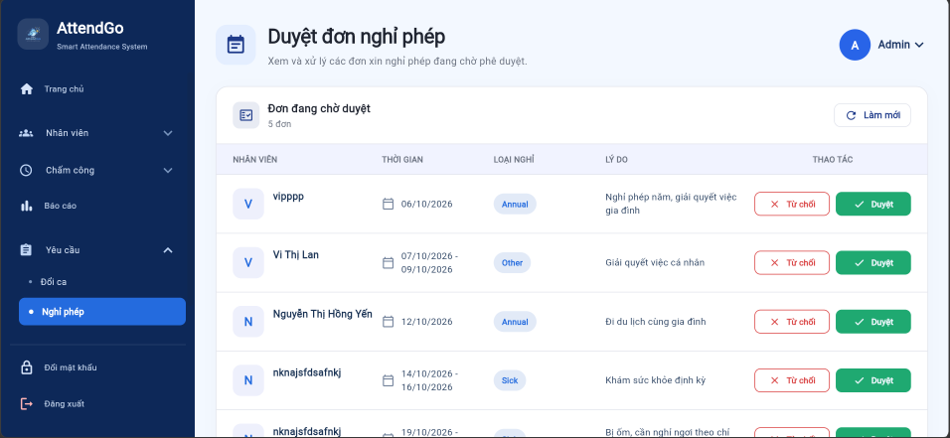 AttendGo
Smart Attendance System
Trang chủ
Nhân viên
Chấm công
Báo cáo
Yêu cầu
Đổi ca
Nghỉ phép
Đổi mật khẩu
Đăng xuất
Duyệt đơn nghỉ phép
Xem và xử lý các đơn xin nghỉ phép đang chờ phê duyệt.
A Admin
Đơn đang chờ duyệt
5 đơn
Làm mới
NHÂN VIÊN THỜI GIAN LOẠI NGHỈ LÝ DO THAO TÁC
V vipppp 06/10/2026 Annual Nghỉ phép năm, giải quyết việc
gia đình
Từ chối Duyệt
V Vi Thị Lan 07/10/2026 -
09/10/2026
Other Giải quyết việc cá nhân Từ chối Duyệt
N Nguyễn Thị Hồng Yến 12/10/2026 Annual Đi du lịch cùng gia đình Từ chối Duyệt
N nknajsfdsafnkj 14/10/2026 -
16/10/2026
Sick Khám sức khỏe định kỳ Từ chối Duyệt
nknajsfdsafnkj 19/10/2026 - Bị ốm, cần nghỉ ngơi theo chỉ